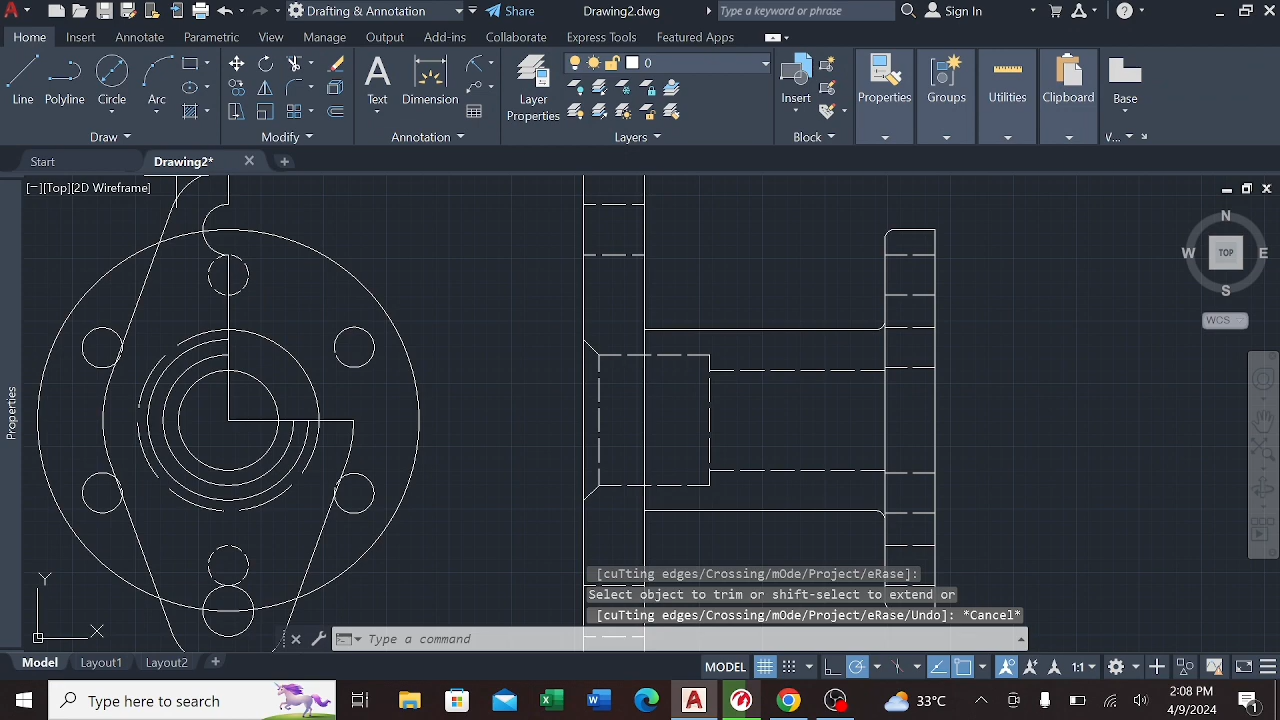 Drafting & Annotation
Share
Drawing2.dwg
Type a keyword or phrase
Sign In
Home Insert Annotate Parametric View Manage Output Add-ins Collaborate Express Tools Featured Apps
0
Line Polyline Circle Arc
Text Dimension
Layer
Properties
Insert
Properties
Groups
Utilities
Clipboard
Base
Draw Modify Annotation Layers Block V...
Start
Drawing2*
[−][Top][2D Wireframe]
N
W TOP E
S
WCS
Properties
Y
X
[cuTting edges/Crossing/mOde/Project/eRase]:
Select object to trim or shift-select to extend or
[cuTting edges/Crossing/mOde/Project/eRase/Undo]: *Cancel*
Type a command
Model Layout1 Layout2
MODEL
1:1
Type here to search
33°C
2:08 PM
4/9/2024